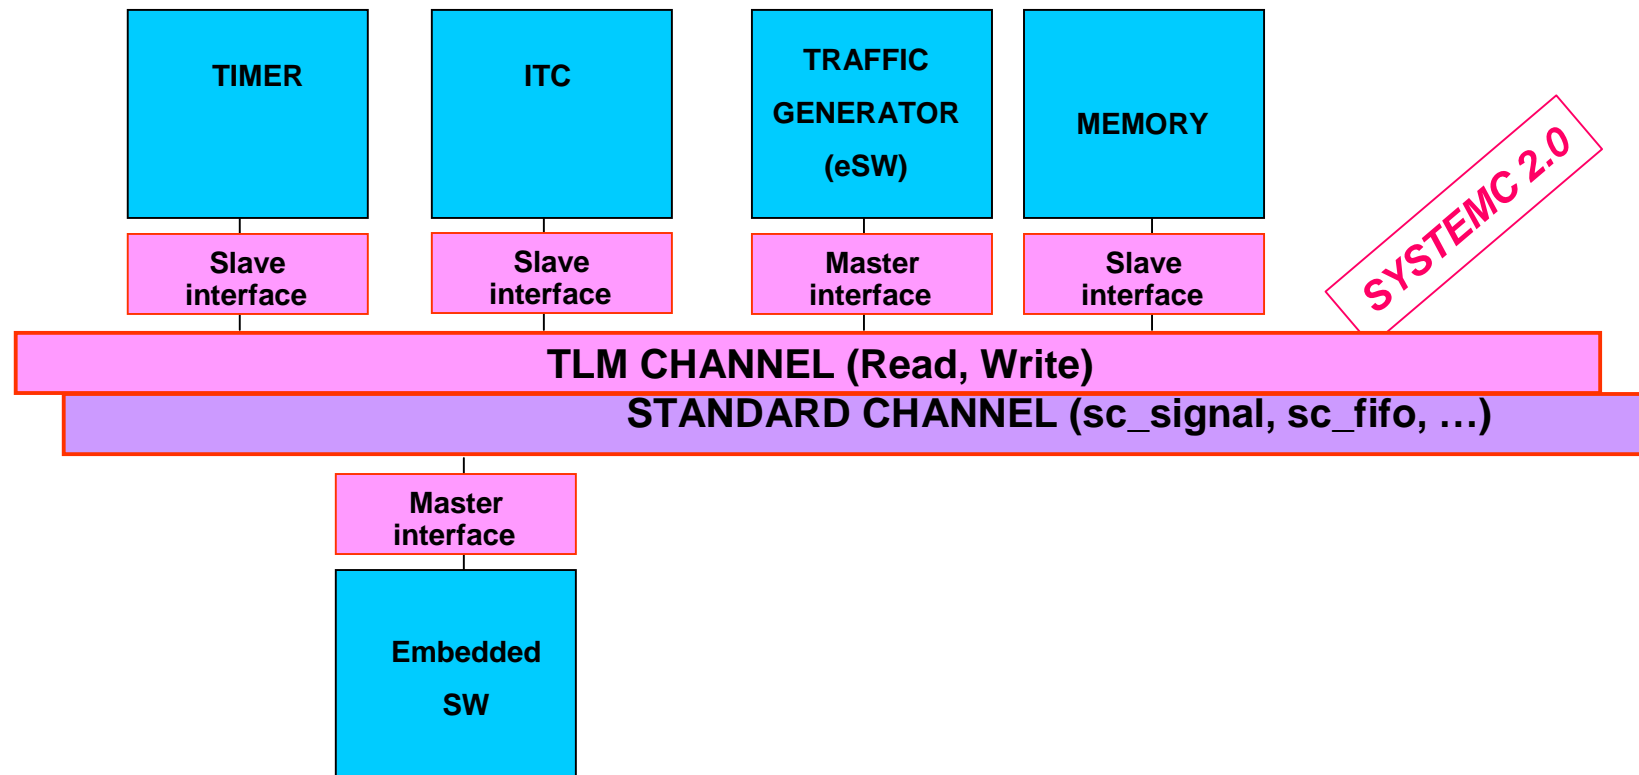 TIMER
ITC
TRAFFIC
GENERATOR
(eSW)
MEMORY
SYSTEMC 2.0
Slave
interface
Slave
interface
Master
interface
Slave
interface
TLM CHANNEL (Read, Write)
STANDARD CHANNEL (sc_signal, sc_fifo, …)
Master
interface
Embedded
SW